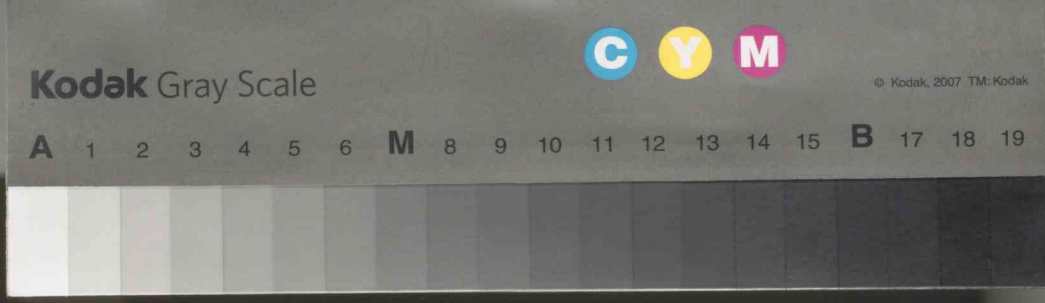 C Y M
Kodak Gray Scale
© Kodak, 2007 TM: Kodak
A 1 2 3 4 5 6 M 8 9 10 11 12 13 14 15 B 17 18 19